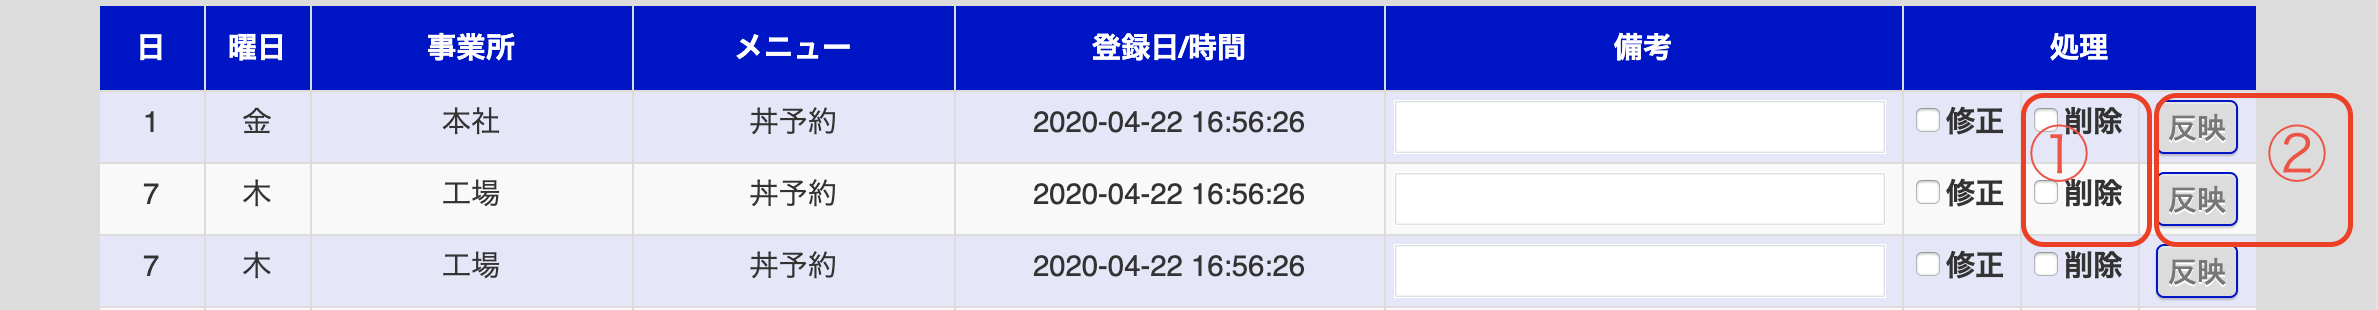 日 曜日 事業所 メニュー 登録日/時間 備考 処理
1 金 本社 丼予約 2020-04-22 16:56:26 修正 削除 反映
① ②
7 木 工場 丼予約 2020-04-22 16:56:26 修正 削除 反映
7 木 工場 丼予約 2020-04-22 16:56:26 修正 削除 反映